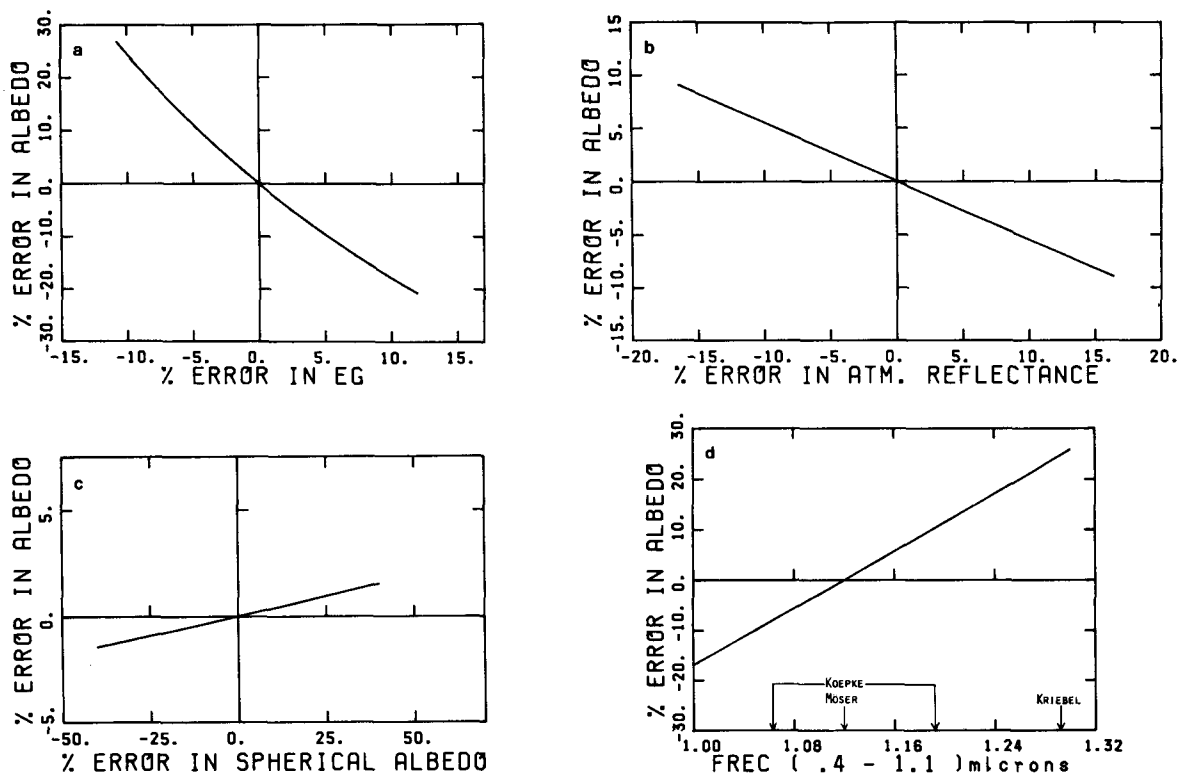 a
30.
20.
10.
0.
-10.
-20.
-30.
% ERROR IN ALBEDO
-15. -10. -5. 0. 5. 10. 15.
% ERROR IN EG
b
15
10.
5.
0.
-5.
-10.
-15.
% ERROR IN ALBEDO
-20. -15. -10. -5. 0. 5. 10. 15. 20.
% ERROR IN ATM. REFLECTANCE
c
5.
0.
-5.
% ERROR IN ALBEDO
-50. -25. 0. 25. 50.
% ERROR IN SPHERICAL ALBEDO
d
30.
20.
10.
0.
-10.
-20.
-30.
% ERROR IN ALBEDO
KOEPKE
MOSER
KRIEBEL
1.00 1.08 1.16 1.24 1.32
FREC ( .4 - 1.1 )microns